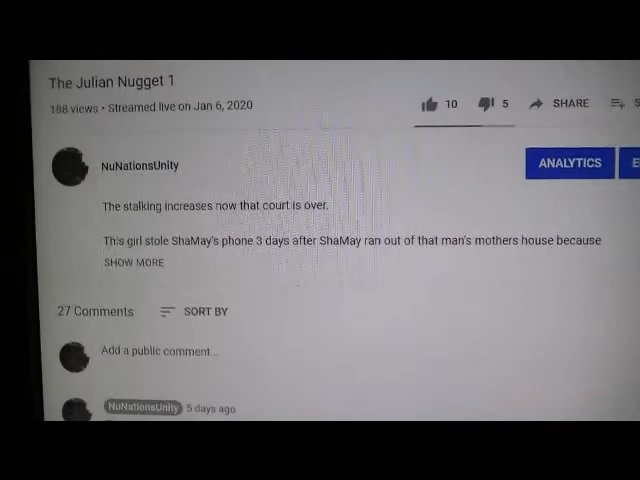 The Julian Nugget 1
188 views • Streamed live on Jan 6, 2020
10 5 SHARE
NuNationsUnity
ANALYTICS
The stalking increases now that court is over.
This girl stole ShaMay's phone 3 days after ShaMay ran out of that man's mothers house because
SHOW MORE
27 Comments SORT BY
Add a public comment...
NuNationsUnity 5 days ago